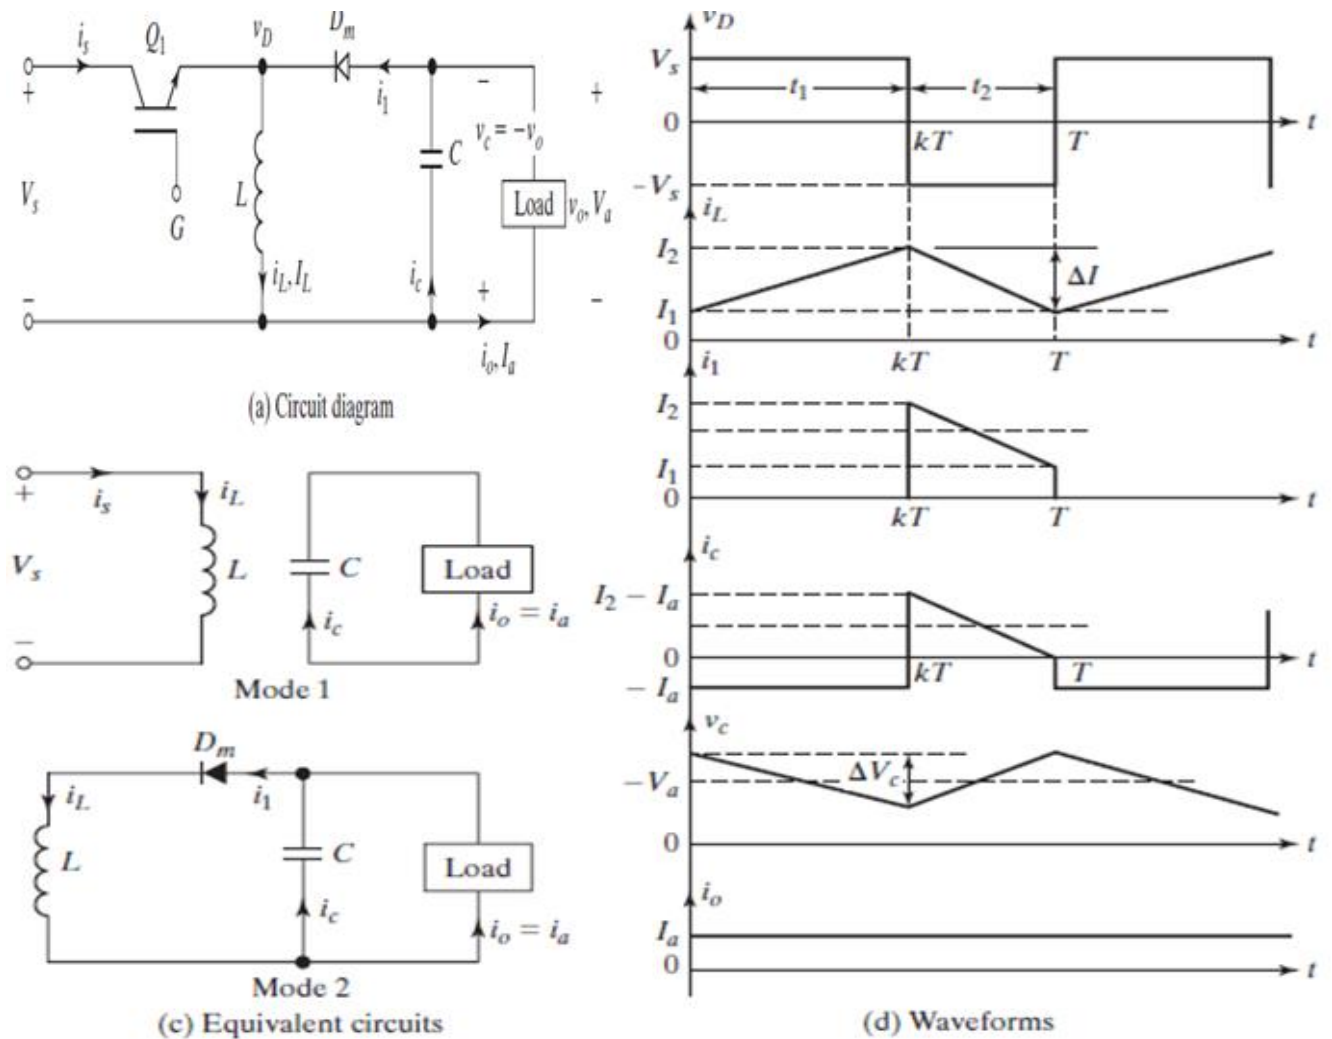 i_s Q_1 v_D D_m
+ i_1 − +
v_c = −v_o
C
V_s L Load v_o, V_a
G
− i_L, I_L i_c + −
i_o, I_a
(a) Circuit diagram
+ i_s i_L
V_s L C Load
− i_c i_o = i_a
Mode 1
D_m
i_L i_1
L C Load
i_c i_o = i_a
Mode 2
(c) Equivalent circuits
v_D
V_s
t_1 t_2
0 kT T t
−V_s
i_L
I_2
ΔI
I_1
0 t
kT T
i_1
I_2
I_1
0 t
kT T
i_c
I_2 − I_a
0 t
kT T
− I_a
v_c
ΔV_c
−V_a
0 t
i_o
I_a
0 t
(d) Waveforms